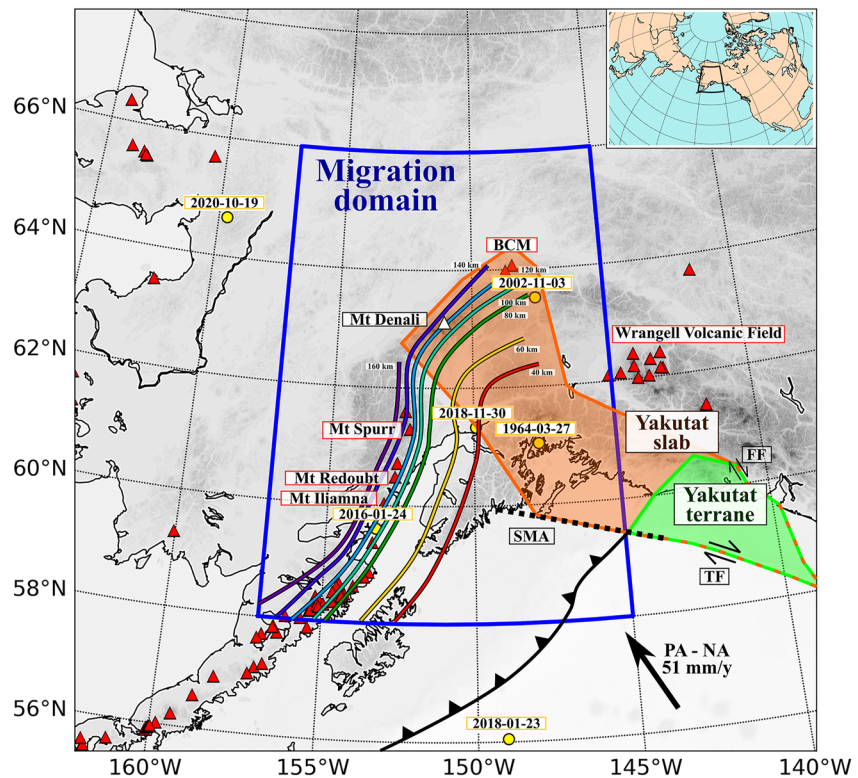 66°N
64°N
62°N
60°N
58°N
56°N
160°W
155°W
150°W
145°W
140°W
Migration
domain
2020-10-19
BCM
140 km
120 km
2002-11-03
100 km
80 km
Mt Denali
60 km
40 km
160 km
Wrangell Volcanic Field
2018-11-30
1964-03-27
Mt Spurr
Yakutat
slab
FF
Mt Redoubt
Mt Iliamna
Yakutat
terrane
2016-01-24
SMA
TF
PA - NA
51 mm/y
2018-01-23